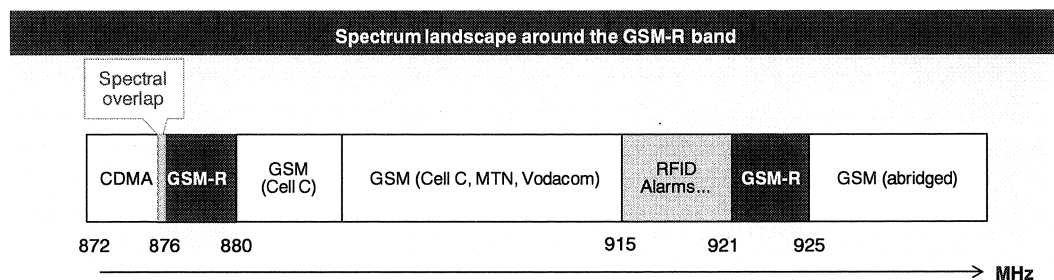 Spectrum landscape around the GSM-R band
Spectral
overlap
CDMA
GSM-R
GSM
(Cell C)
GSM (Cell C, MTN, Vodacom)
RFID
Alarms...
GSM-R
GSM (abridged)
872
876
880
915
921
925
MHz